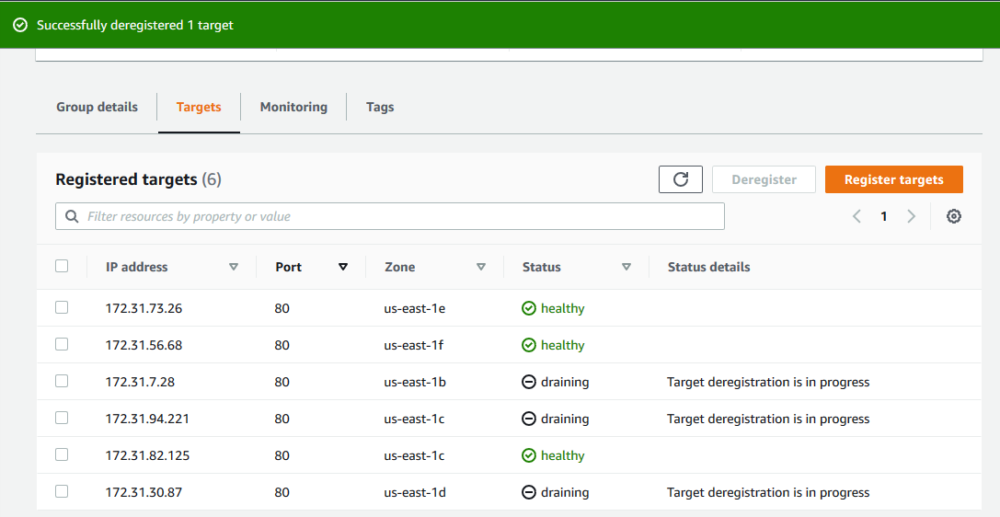 Successfully deregistered 1 target
Group details Targets Monitoring Tags
Registered targets (6) Deregister Register targets
Filter resources by property or value 1
IP address Port Zone Status Status details
172.31.73.26 80 us-east-1e healthy
172.31.56.68 80 us-east-1f healthy
172.31.7.28 80 us-east-1b draining Target deregistration is in progress
172.31.94.221 80 us-east-1c draining Target deregistration is in progress
172.31.82.125 80 us-east-1c healthy
172.31.30.87 80 us-east-1d draining Target deregistration is in progress